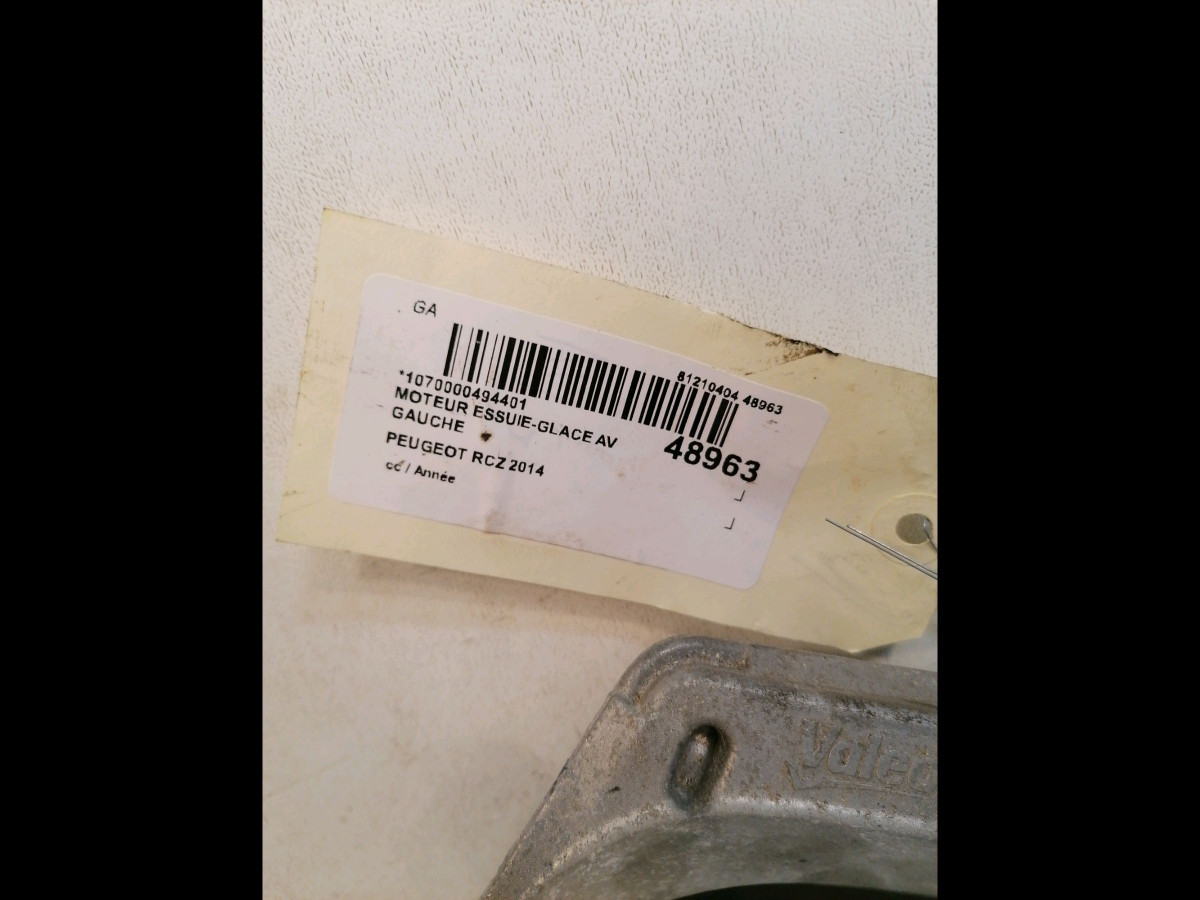 GA
81210404 48963
*1070000494401
MOTEUR ESSUIE-GLACE AV
GAUCHE
48963
PEUGEOT RCZ 2014
cc / Année
Valeo